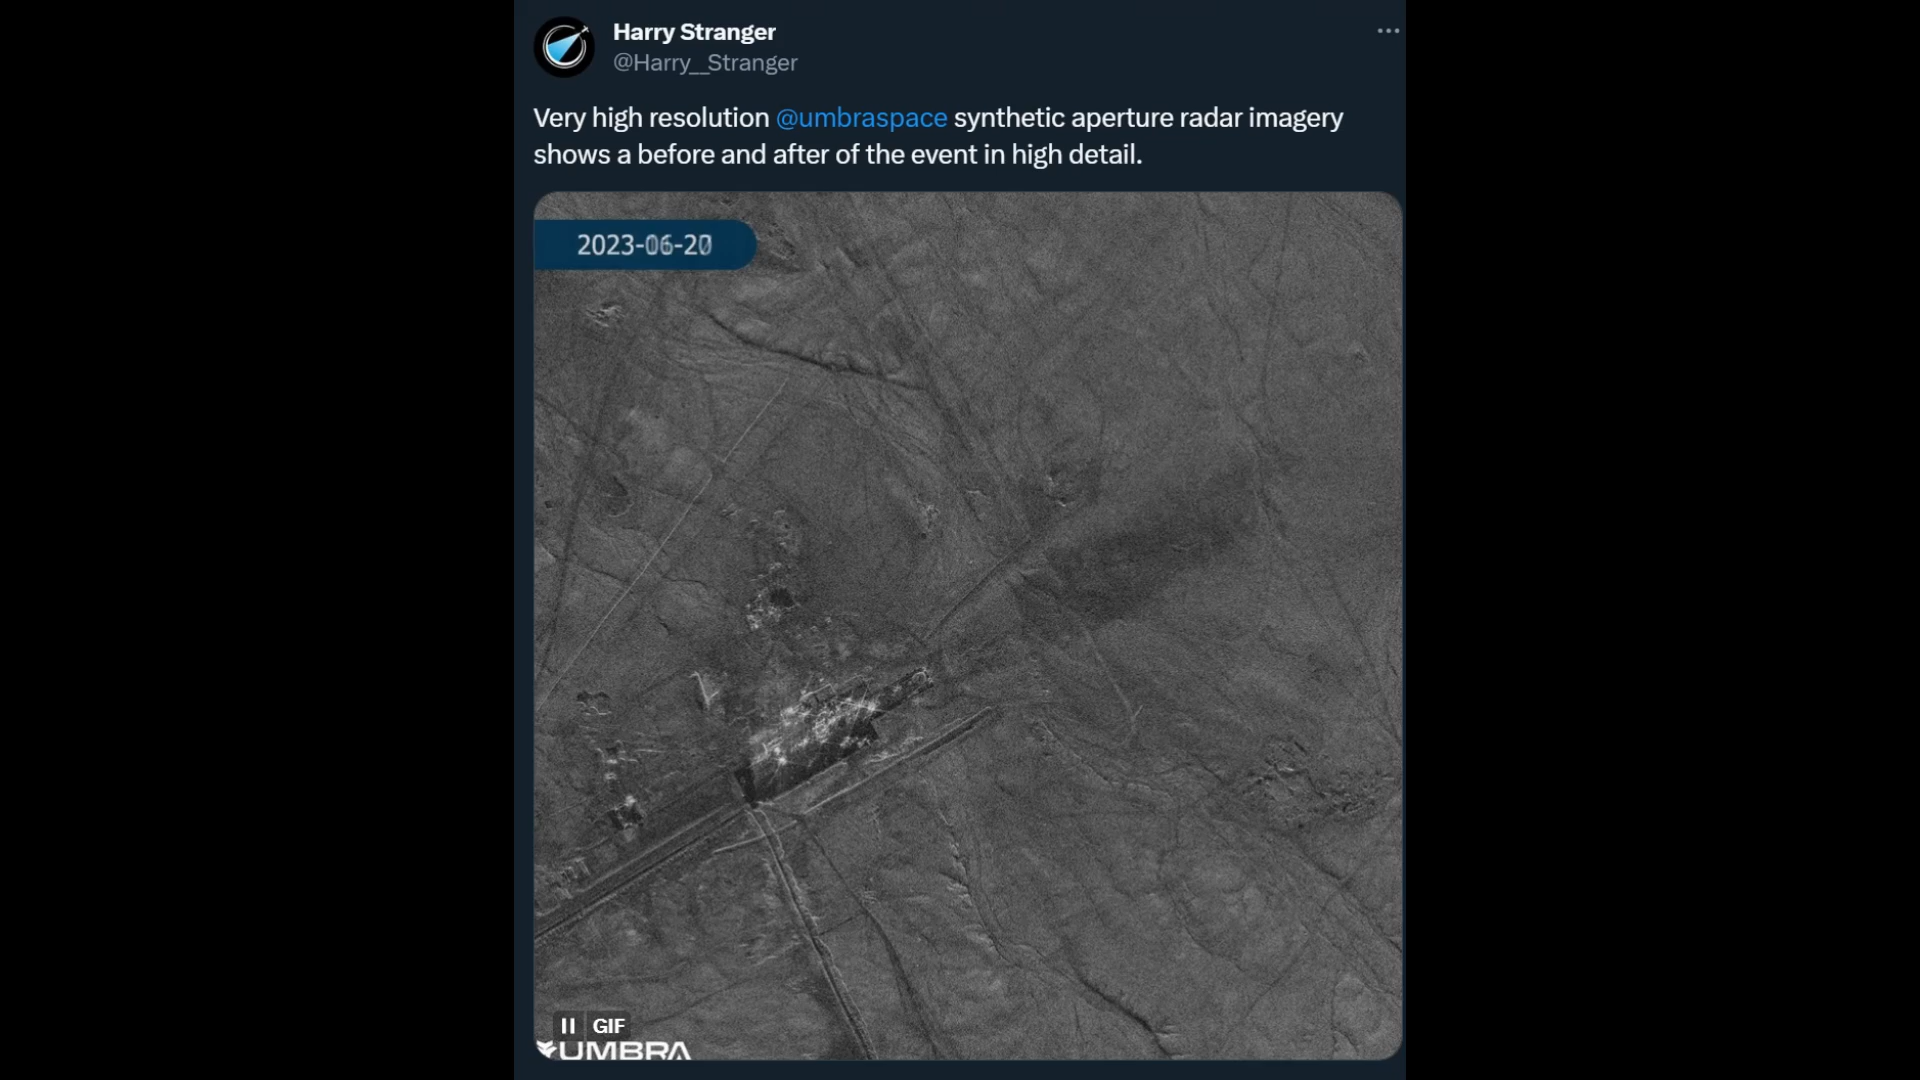 Harry Stranger
@Harry__Stranger
Very high resolution @umbraspace synthetic aperture radar imagery
shows a before and after of the event in high detail.
2023-06-20
GIF
UMBRA